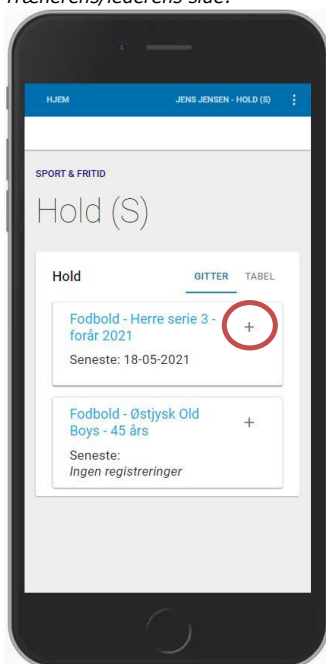 Trænerens/lederens side:
HJEM JENS JENSEN - HOLD (S)
SPORT & FRITID
Hold (S)
Hold GITTER TABEL
Fodbold - Herre serie 3 -
forår 2021
Seneste: 18-05-2021
Fodbold - Østjysk Old
Boys - 45 års
Seneste:
Ingen registreringer